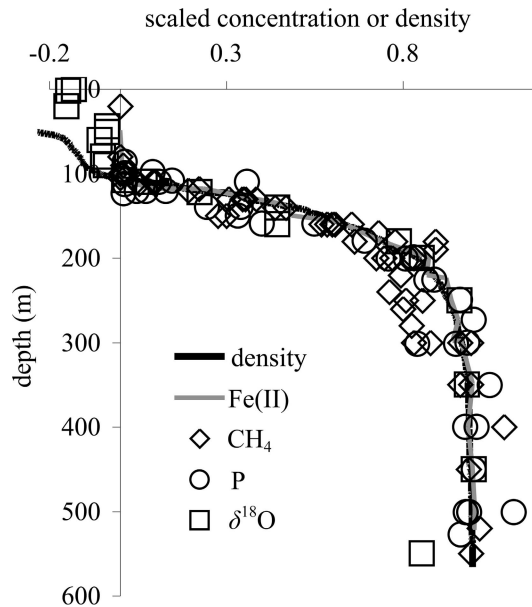 scaled concentration or density
-0.2 0.3 0.8
0
100
200
300
400
500
600
depth (m)
density
Fe(II)
CH₄
P
δ¹⁸O